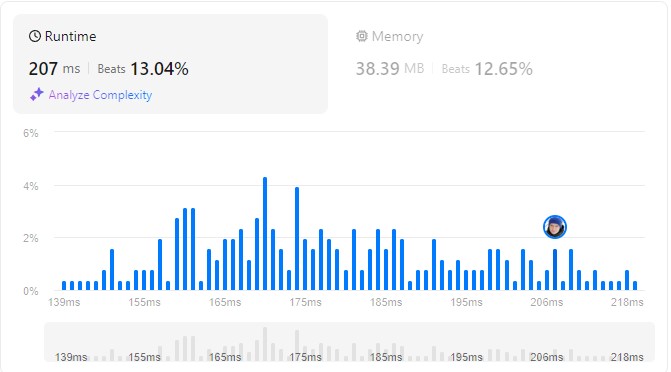 Runtime
Memory
207 ms Beats 13.04%
38.39 MB Beats 12.65%
Analyze Complexity
6%
4%
2%
0%
139ms 155ms 165ms 175ms 185ms 195ms 206ms 218ms
139ms 155ms 165ms 175ms 185ms 195ms 206ms 218ms